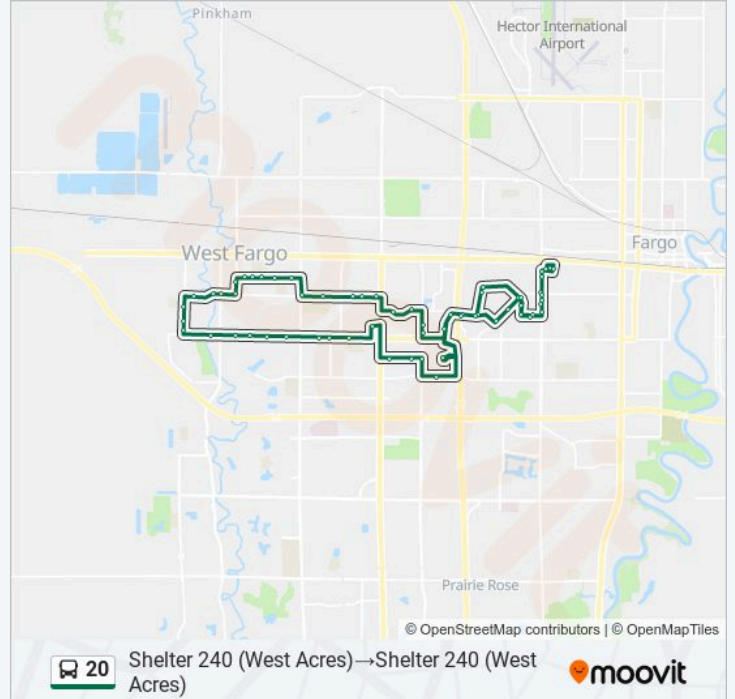 Pinkham
Hector International
Airport
West Fargo
Fargo
Prairie Rose
© OpenStreetMap contributors | © OpenMapTiles
20
Shelter 240 (West Acres)→Shelter 240 (West
Acres)
moovit